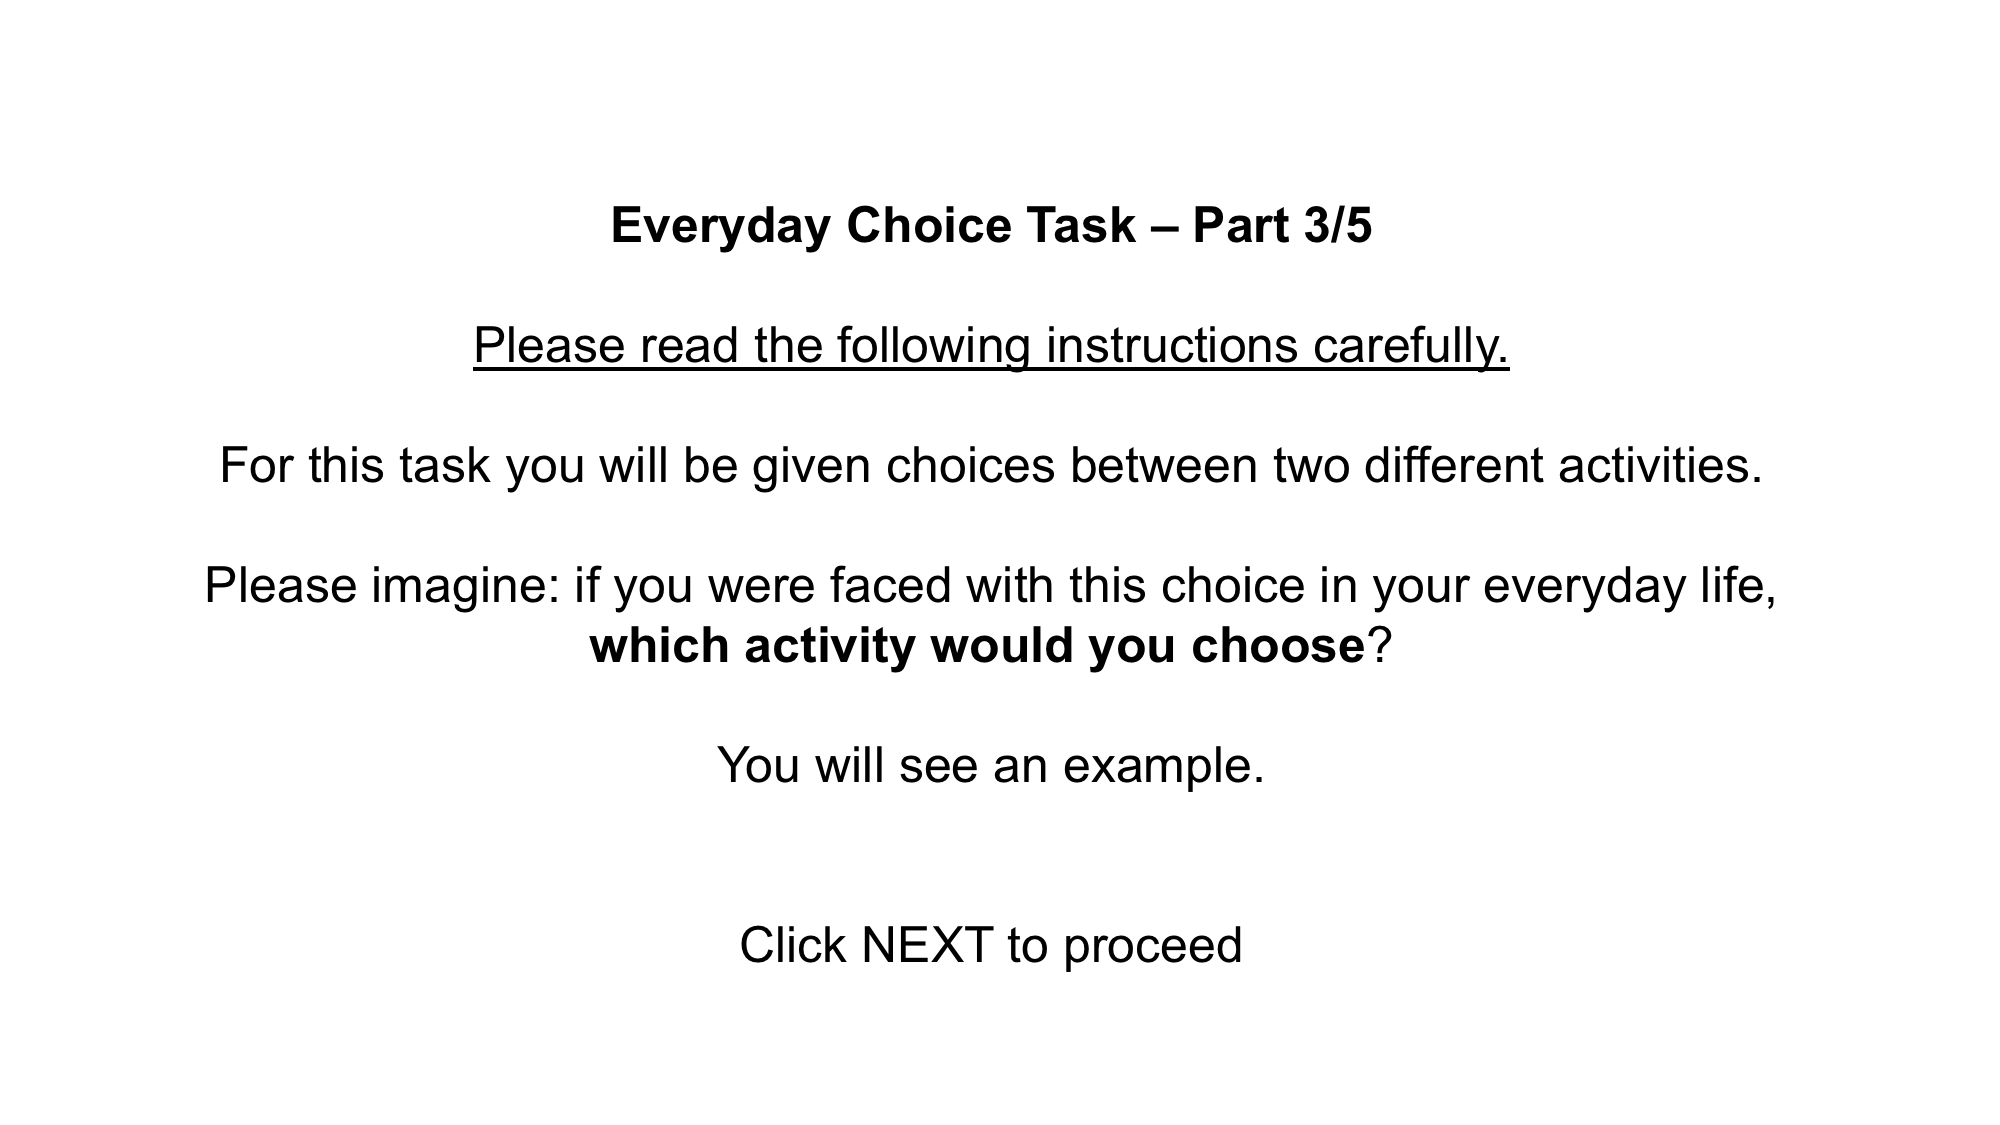 Everyday Choice Task – Part 3/5
Please read the following instructions carefully.
For this task you will be given choices between two different activities.
Please imagine: if you were faced with this choice in your everyday life,
which activity would you choose?
You will see an example.
Click NEXT to proceed